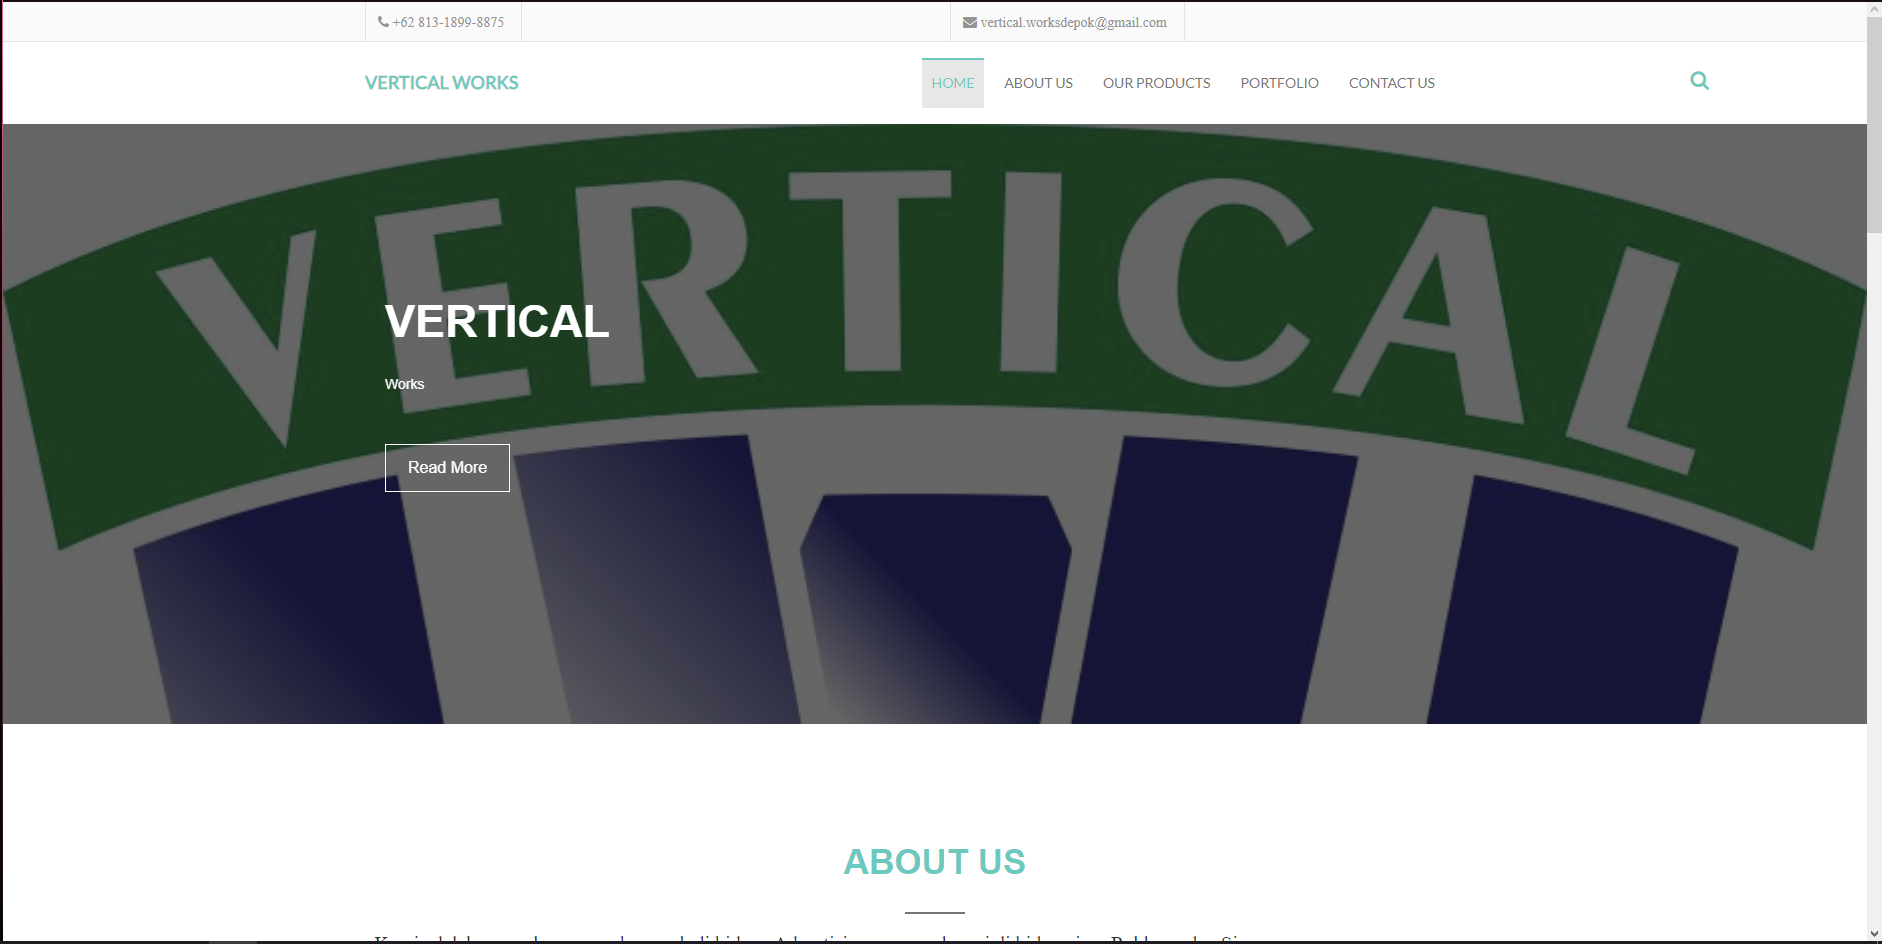 +62 813-1899-8875
vertical.worksdepok@gmail.com
VERTICAL WORKS
HOME
ABOUT US
OUR PRODUCTS
PORTFOLIO
CONTACT US
VERTICAL
VERTICAL
Works
Read More
ABOUT US